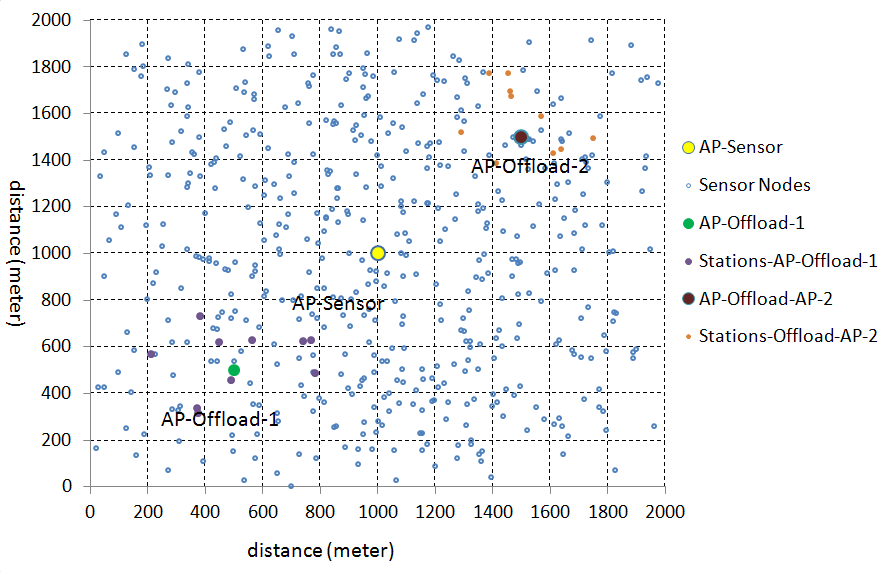 2000
1800
1600
1400
1200
1000
800
600
400
200
0
distance (meter)
AP-Offload-2
AP-Sensor
AP-Offload-1
0 200 400 600 800 1000 1200 1400 1600 1800 2000
distance (meter)
AP-Sensor
Sensor Nodes
AP-Offload-1
Stations-AP-Offload-1
AP-Offload-AP-2
Stations-Offload-AP-2